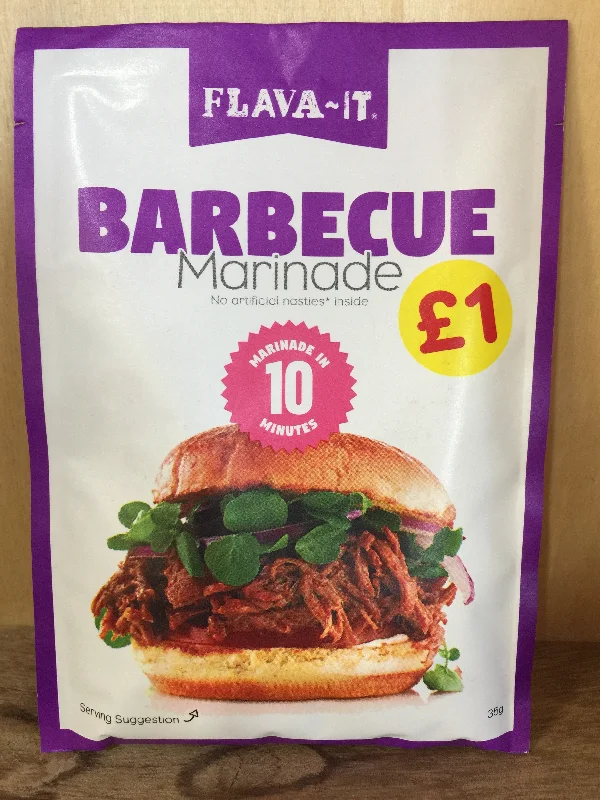 FLAVA~IT®
BARBECUE
Marinade
No artificial nasties* inside
£1
MARINADE IN
10
MINUTES
Serving Suggestion
35g